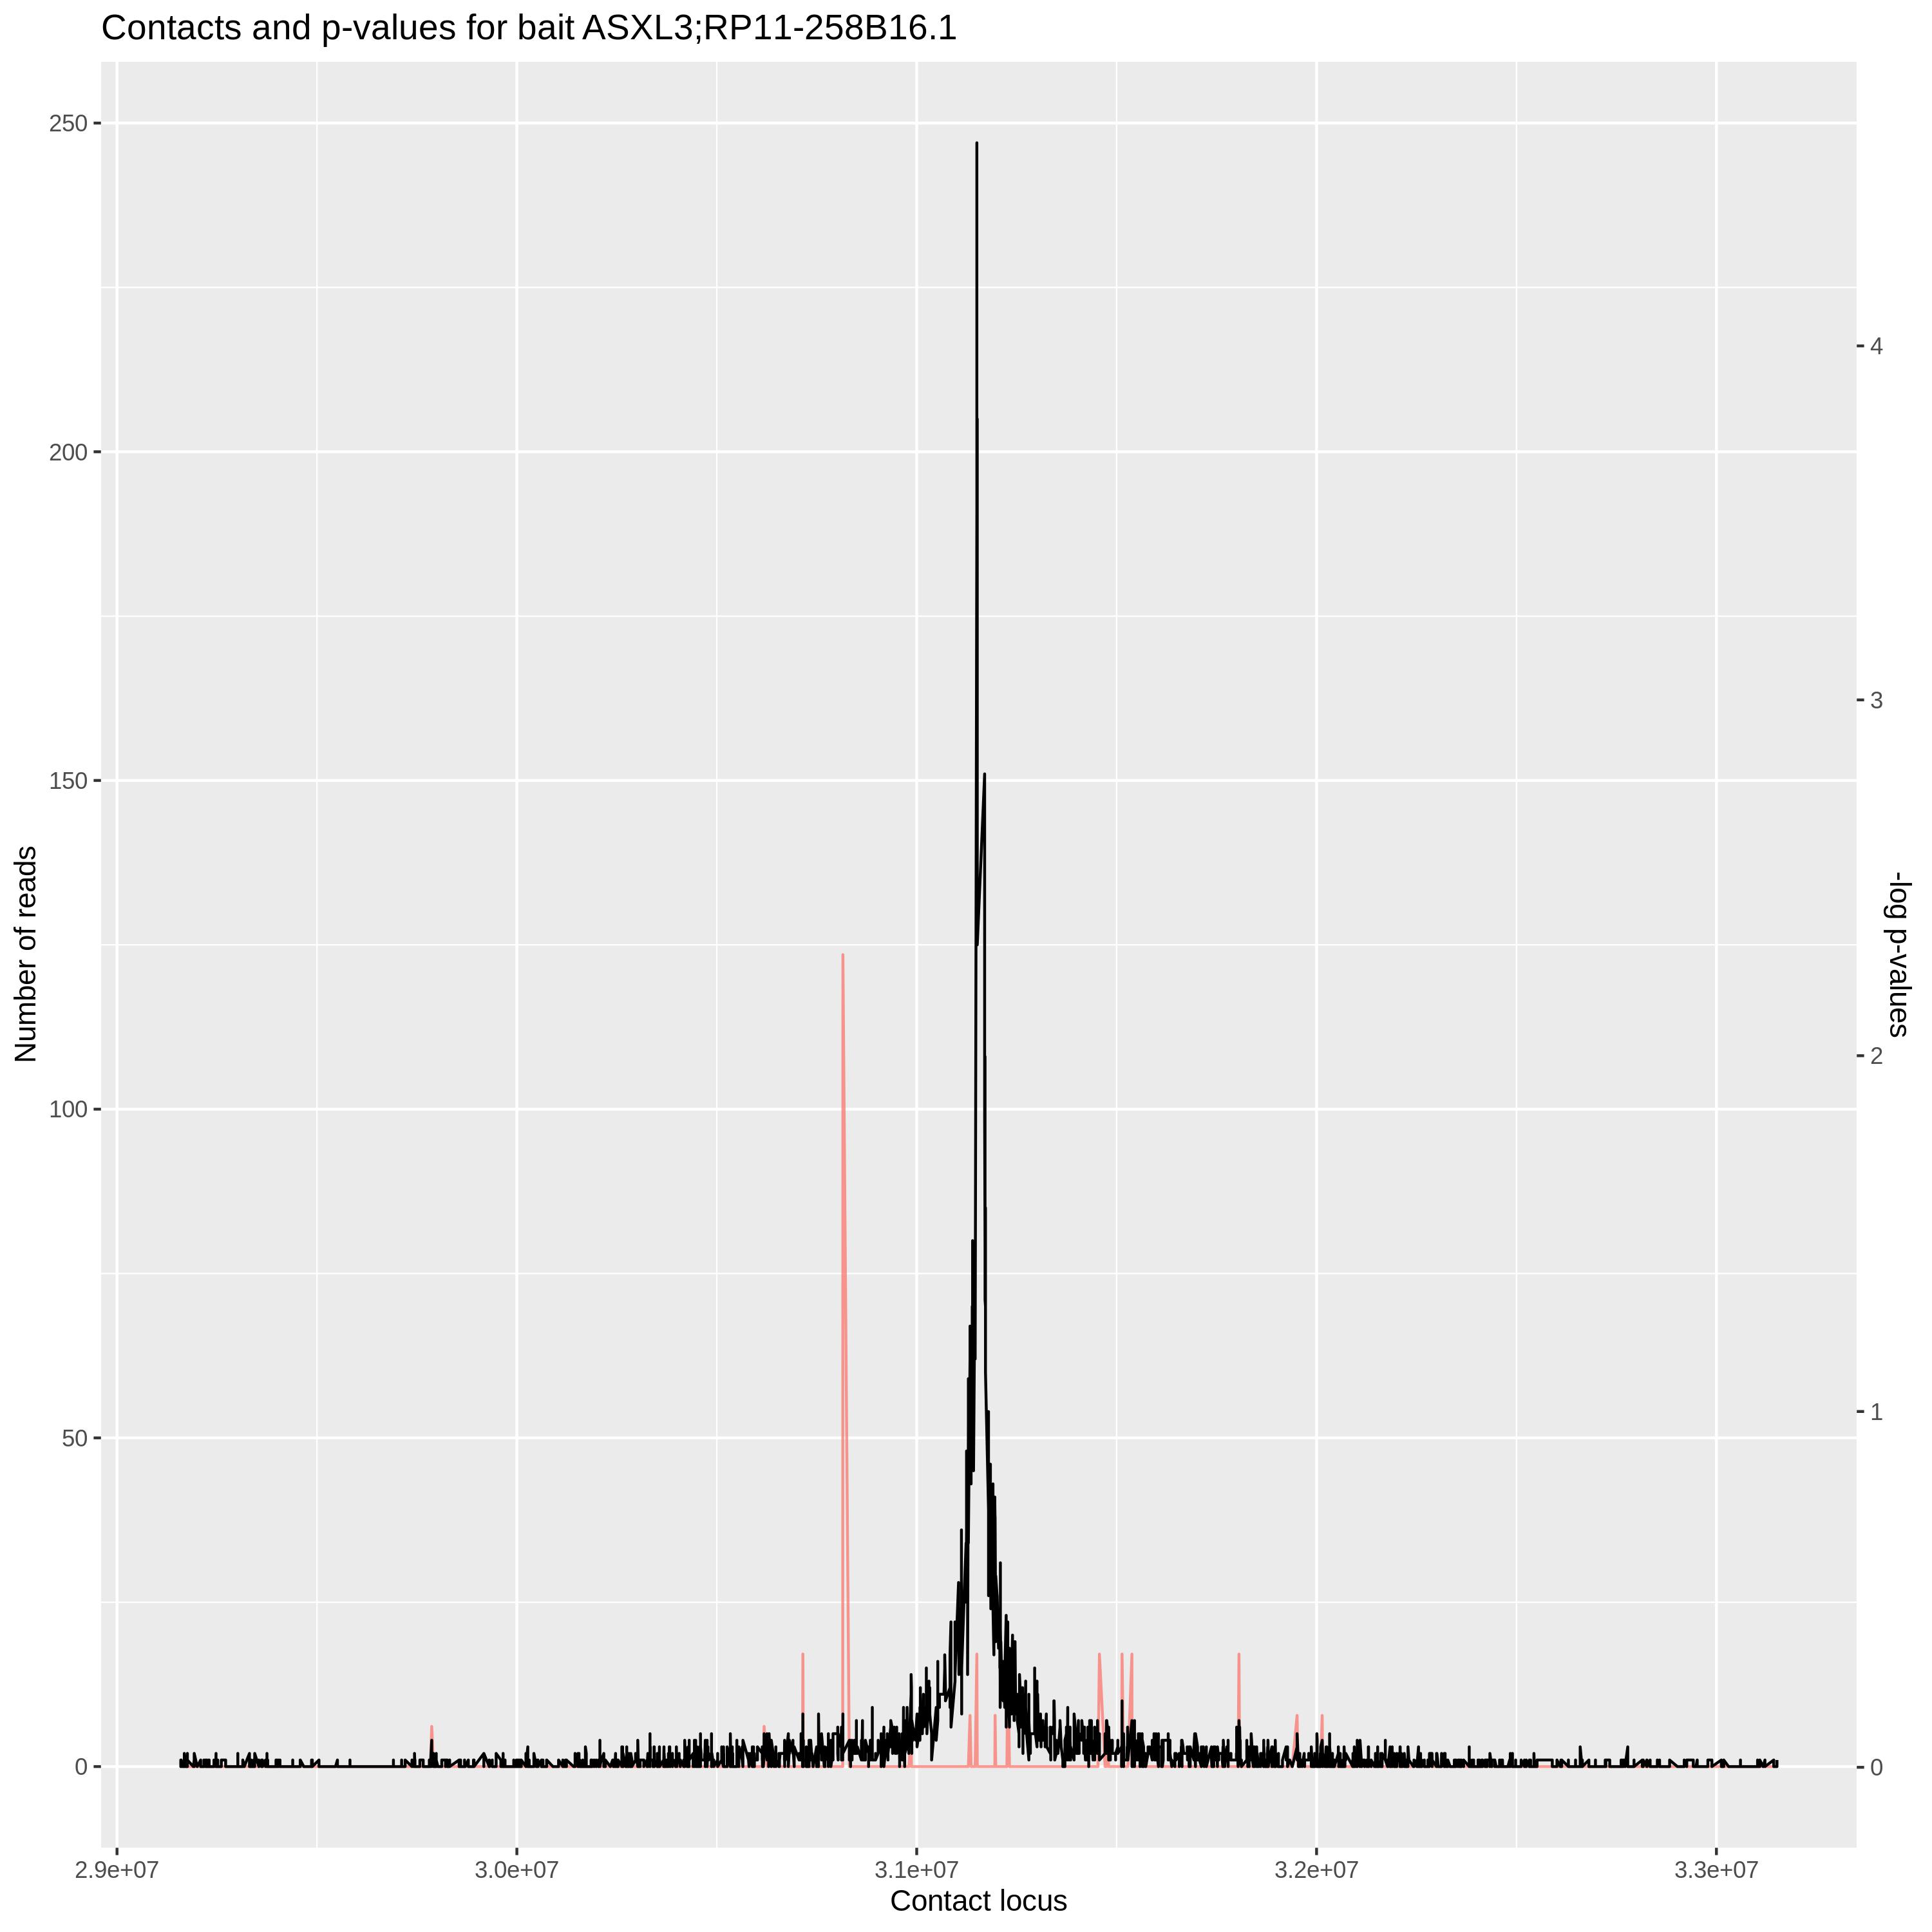 Contacts and p-values for bait ASXL3;RP11-258B16.1
250
200
150
100
50
0
Number of reads
4
3
2
1
0
-log p-values
2.9e+07
3.0e+07
3.1e+07
3.2e+07
3.3e+07
Contact locus